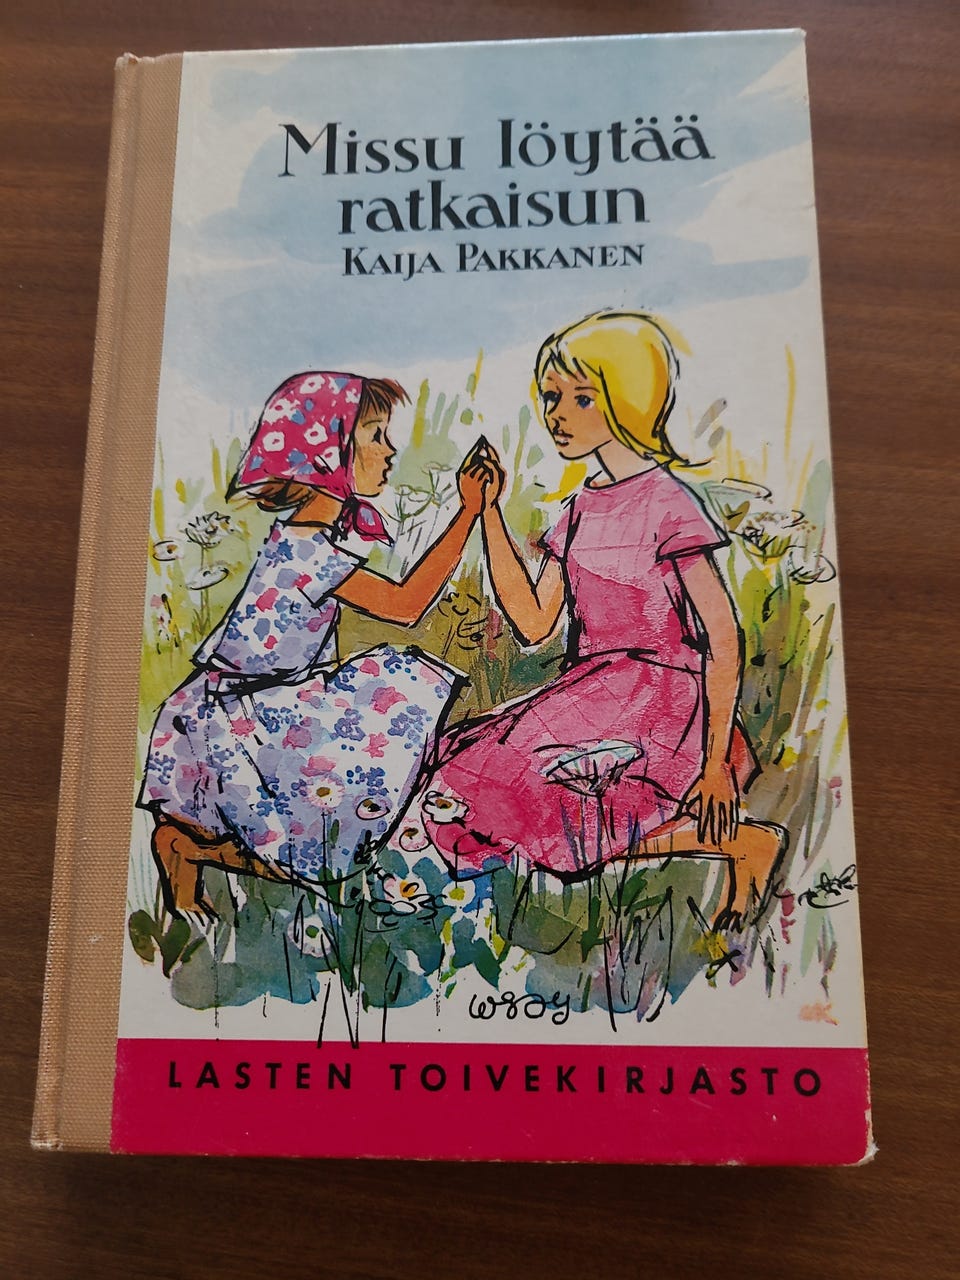 Missu löytää
ratkaisun
KAIJA PAKKANEN
LASTEN TOIVEKIRJASTO